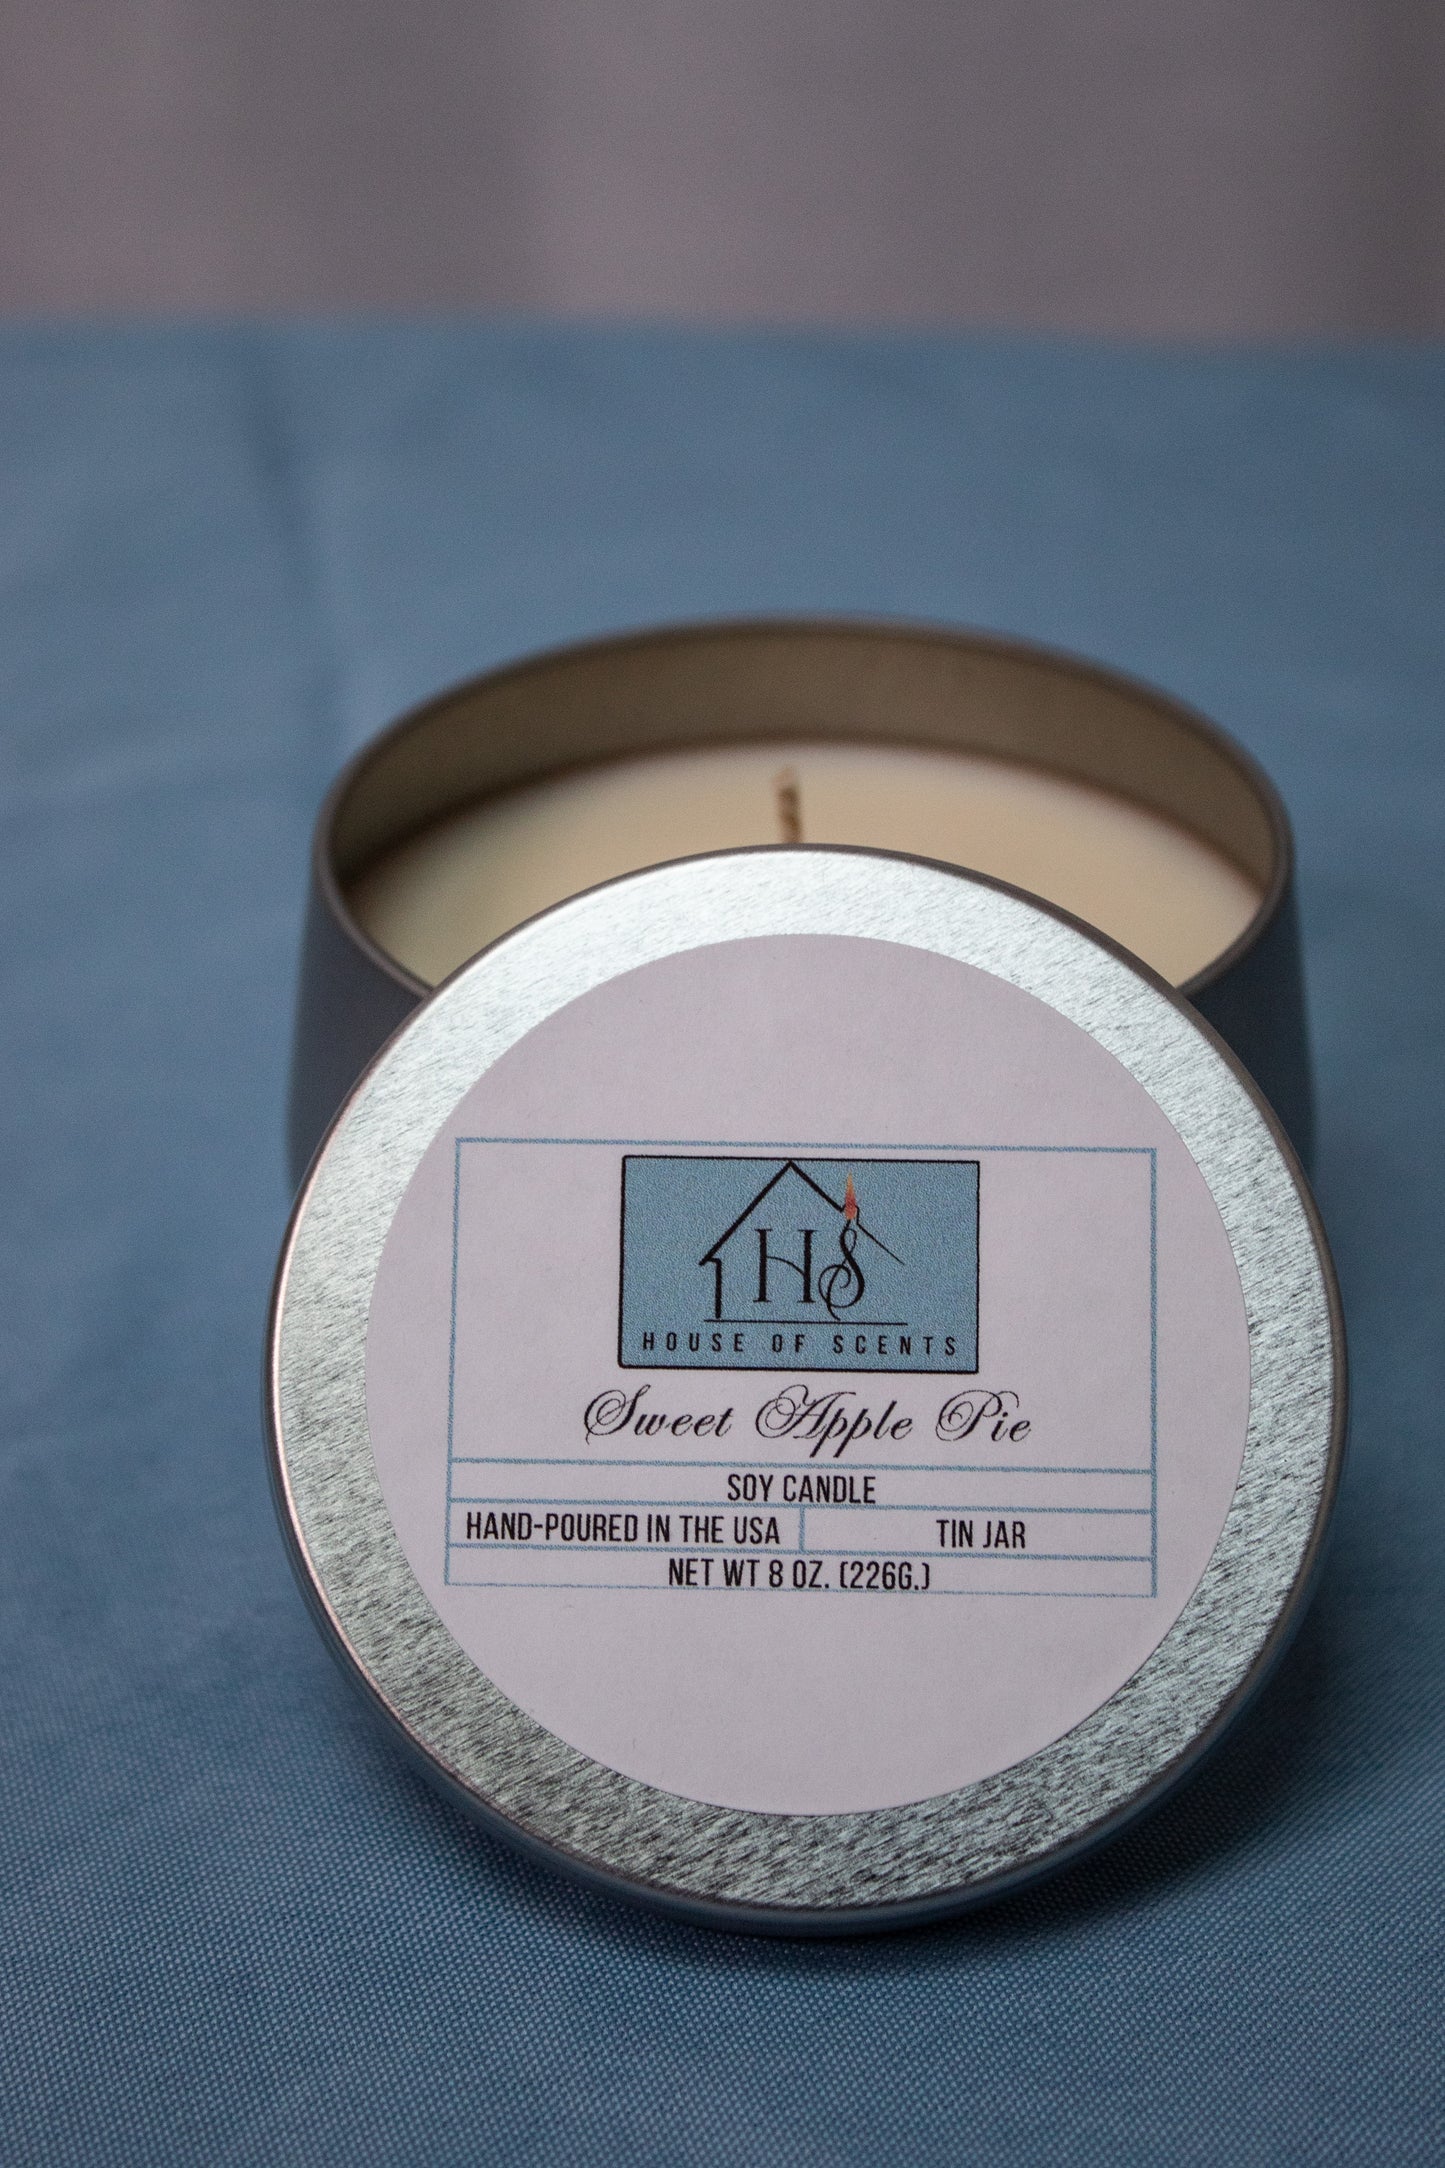 HS
HOUSE OF SCENTS
Sweet Apple Pie
SOY CANDLE
HAND-POURED IN THE USA TIN JAR
NET WT 8 OZ. (226G.)